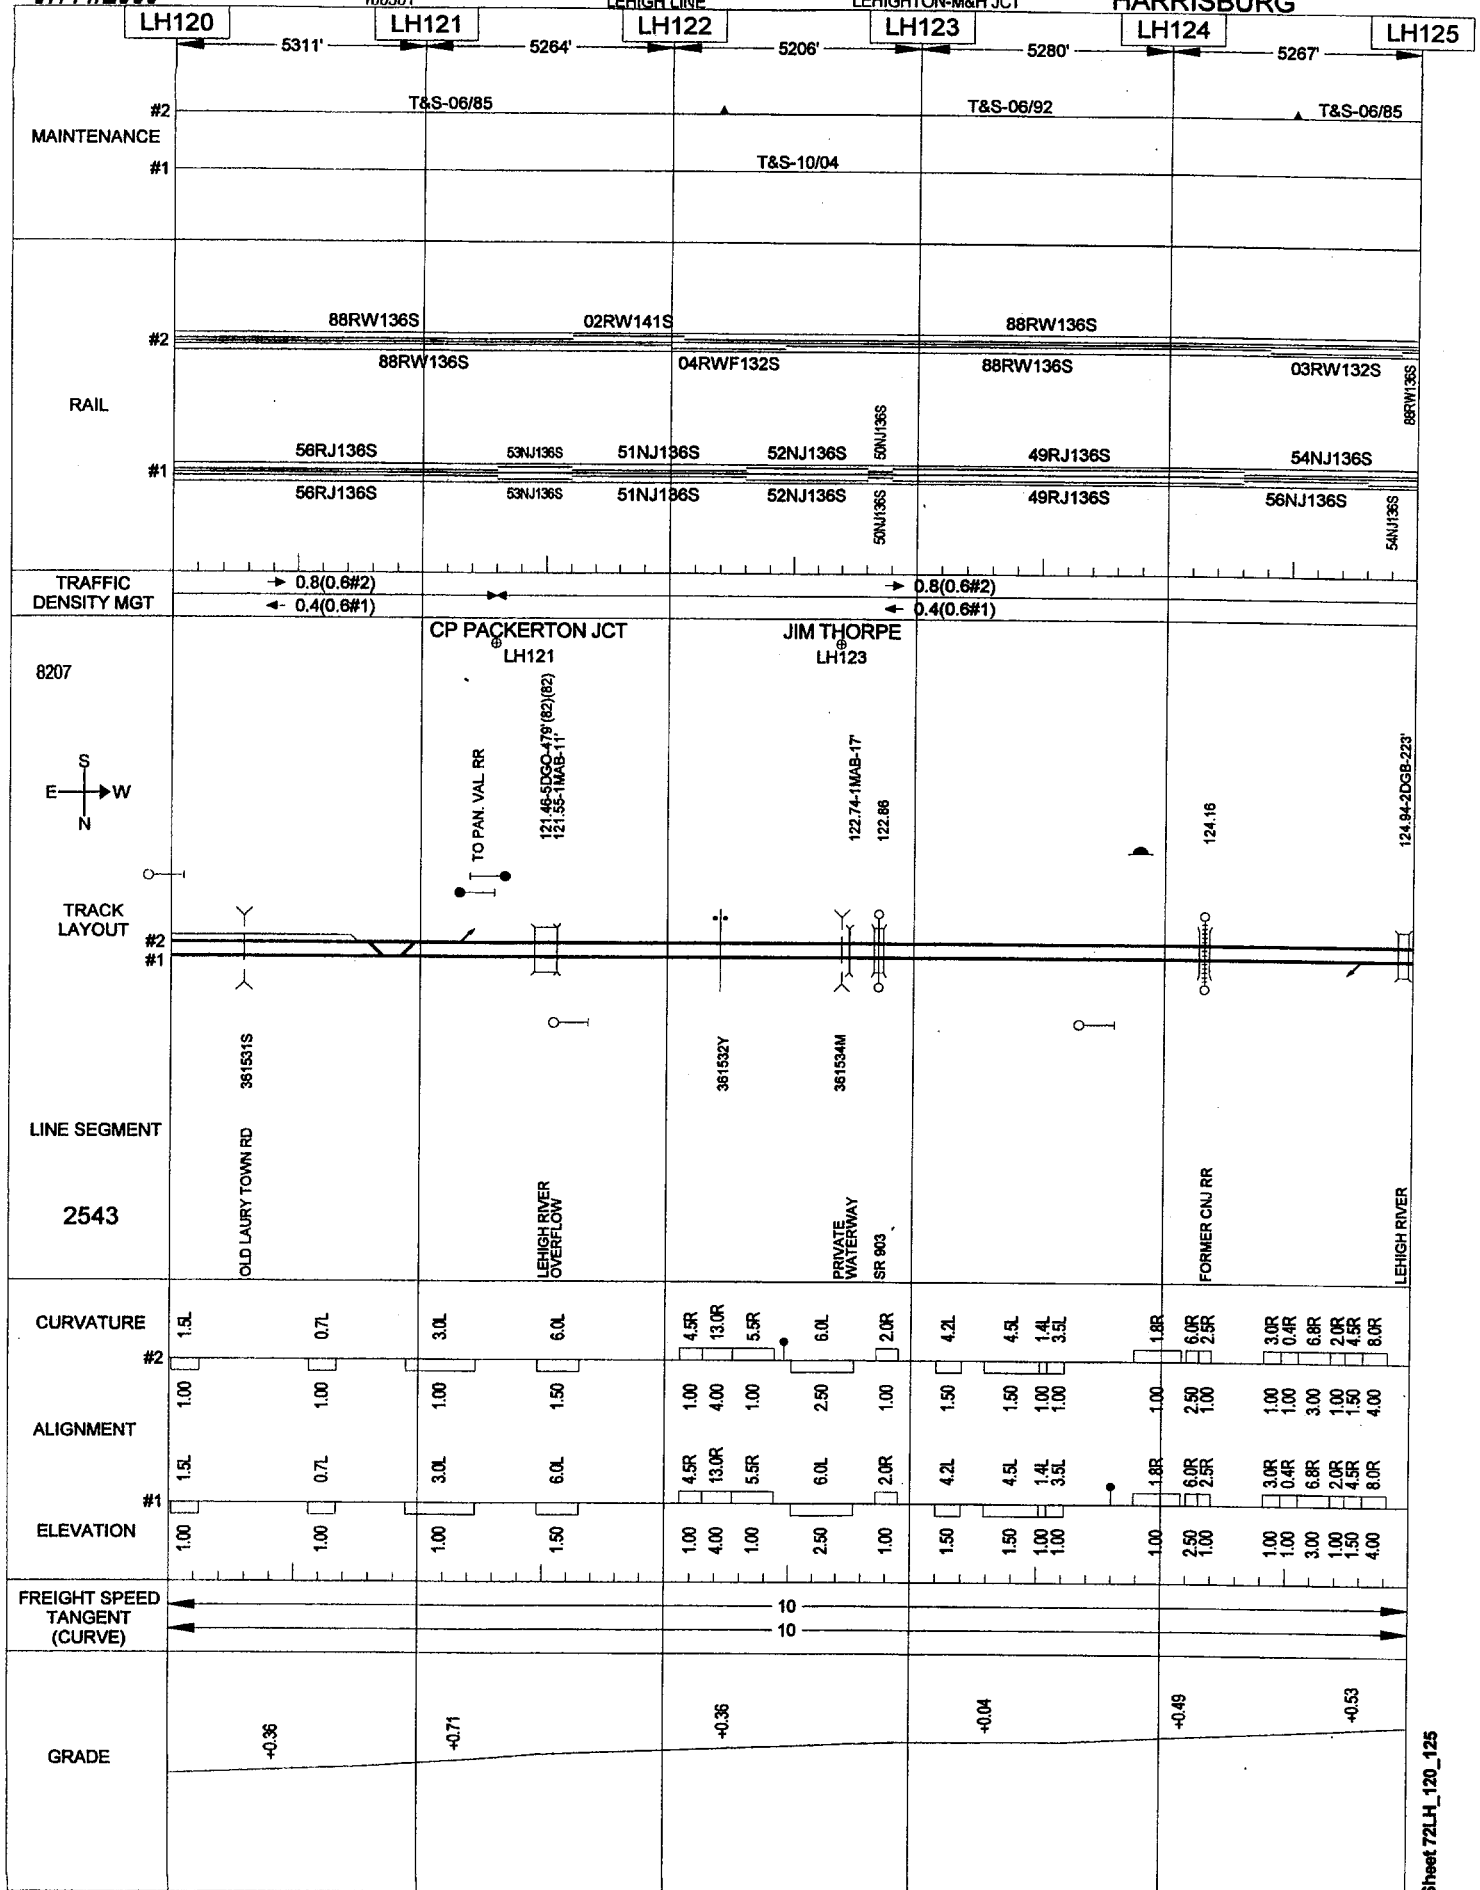 LEHIGH LINE LEHIGHTON-M&H JCT HARRISBURG
LH120 LH121 LH122 LH123 LH124 LH125
5311' 5264' 5206' 5280' 5267'
MAINTENANCE
#2 T&S-06/85 T&S-06/92 T&S-06/85
#1 T&S-10/04
RAIL
88RW136S 02RW141S 88RW136S
#2
88RW136S 04RWF132S 88RW136S 03RW132S 88RW136S
56RJ136S 53NJ136S 51NJ136S 52NJ136S 50NJ136S 49RJ136S 54NJ136S
#1
56RJ136S 53NJ136S 51NJ136S 52NJ136S 50NJ136S 49RJ136S 56NJ136S 54NJ136S
TRAFFIC
DENSITY MGT
0.8(0.6#2) 0.8(0.6#2)
0.4(0.6#1) 0.4(0.6#1)
CP PACKERTON JCT JIM THORPE
LH121 LH123
8207
S
E W
N
TO PAN. VAL RR
121.46-5DGO-479'(82)(82)
121.55-1MAB-11'
122.74-1MAB-17'
122.86
124.16
124.94-2DGB-223'
TRACK
LAYOUT
#2
#1
361531S
361532Y
361534M
LINE SEGMENT
2543
OLD LAURY TOWN RD
LEHIGH RIVER
OVERFLOW
PRIVATE
WATERWAY
SR 903
FORMER CNJ RR
LEHIGH RIVER
CURVATURE
1.5L 0.7L 3.0L 6.0L 4.5R 13.0R 5.5R 6.0L 2.0R 4.2L 4.5L 1.4L 3.5L 1.8R 6.0R 2.5R 3.0R 0.4R 6.8R 2.0R 4.5R 8.0R
#2
1.00 1.00 1.00 1.50 1.00 4.00 1.00 2.50 1.00 1.50 1.50 1.00 1.00 1.00 2.50 1.00 1.00 1.00 3.00 1.00 1.50 4.00
ALIGNMENT
1.5L 0.7L 3.0L 6.0L 4.5R 13.0R 5.5R 6.0L 2.0R 4.2L 4.5L 1.4L 3.5L 1.8R 6.0R 2.5R 3.0R 0.4R 6.8R 2.0R 4.5R 8.0R
#1
ELEVATION
1.00 1.00 1.00 1.50 1.00 4.00 1.00 2.50 1.00 1.50 1.50 1.00 1.00 1.00 2.50 1.00 1.00 1.00 3.00 1.00 1.50 4.00
FREIGHT SPEED
TANGENT
(CURVE)
10
10
GRADE
+0.36 +0.71 +0.36 +0.04 +0.49 +0.53
Sheet 72LH_120_125